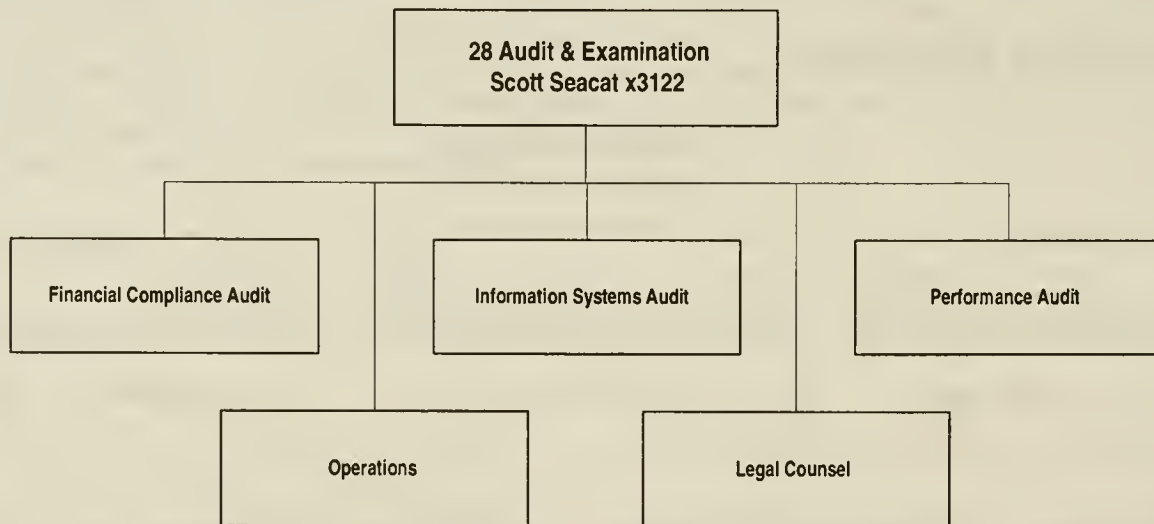 28 Audit & Examination
Scott Seacat x3122
Financial Compliance Audit
Information Systems Audit
Performance Audit
Operations
Legal Counsel